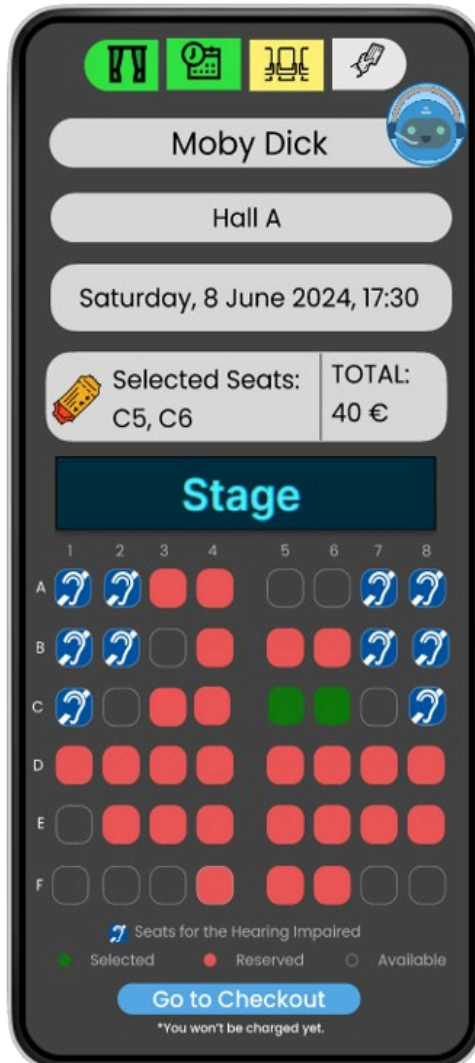 Moby Dick
Hall A
Saturday, 8 June 2024, 17:30
Selected Seats:
C5, C6
TOTAL:
40 €
Stage
1 2 3 4 5 6 7 8
A
B
C
D
E
F
Seats for the Hearing Impaired
Selected Reserved Available
Go to Checkout
*You won't be charged yet.